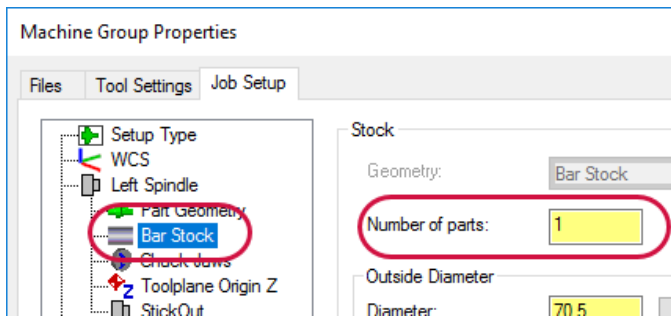 Machine Group Properties
Files Tool Settings Job Setup
Setup Type
WCS
Left Spindle
Part Geometry
Bar Stock
Chuck Jaws
Z Toolplane Origin Z
StickOut
Stock
Geometry: Bar Stock
Number of parts: 1
Outside Diameter
Diameter: 70.5